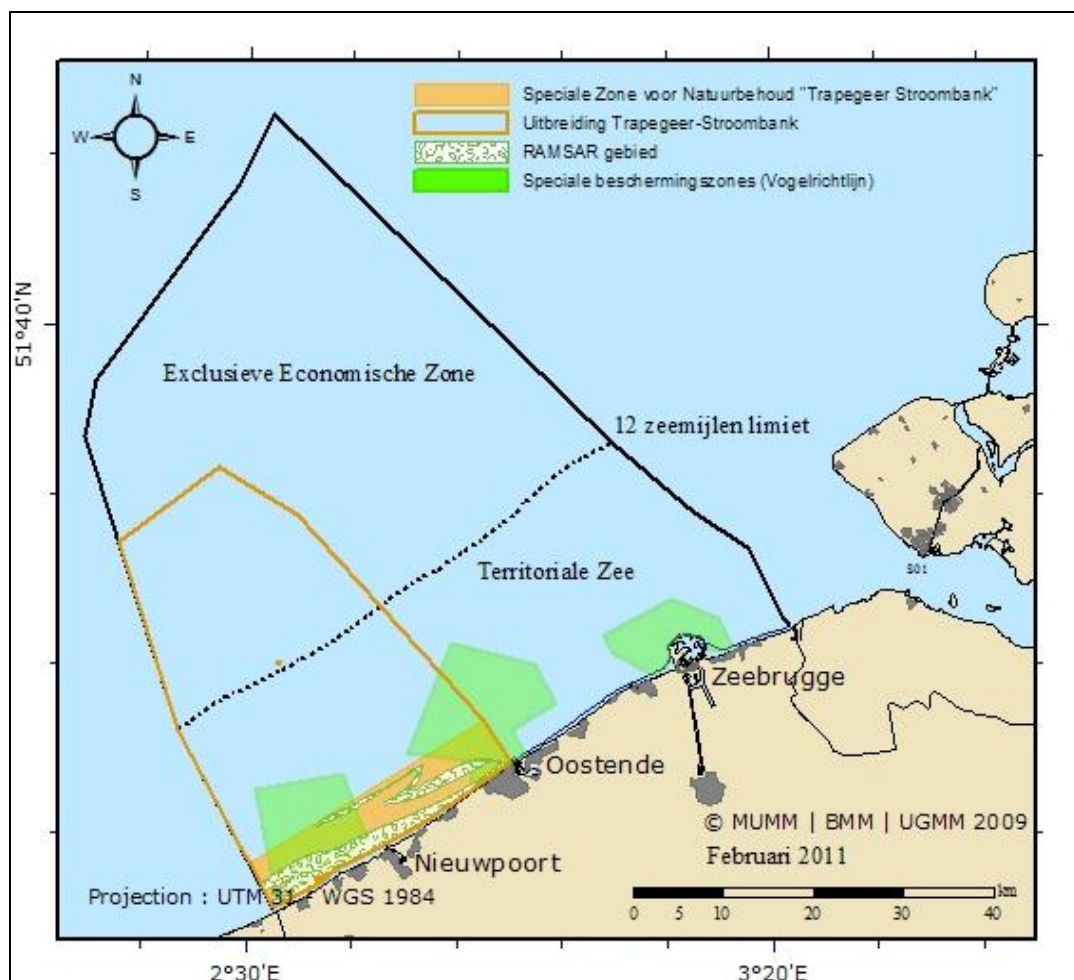 N
W E
S
Speciale Zone voor Natuurbehoud "Trapegeer Stroombank"
Uitbreiding Trapegeer-Stroombank
RAMSAR gebied
Speciale beschermingszones (Vogelrichtlijn)
51°40'N
Exclusieve Economische Zone
12 zeemijlen limiet
Territoriale Zee
S01
Zeebrugge
Oostende
Nieuwpoort
© MUMM | BMM | UGMM 2009
Februari 2011
Projection : UTM 31 - WGS 1984
km
0 5 10 20 30 40
2°30'E
3°20'E